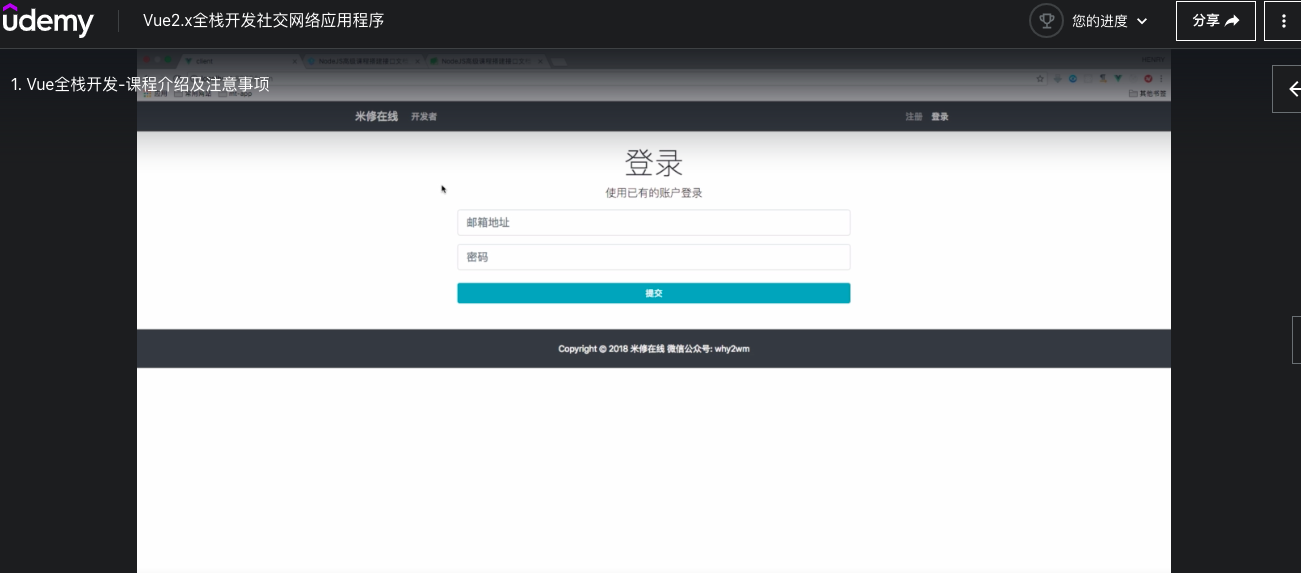 udemy
Vue2.x全栈开发社交网络应用程序
您的进度
分享
client
1. Vue全栈开发-课程介绍及注意事项
其他书签
米修在线
开发者
注册
登录
登录
使用已有的账户登录
邮箱地址
密码
提交
Copyright © 2018 米修在线 微信公众号: why2wm